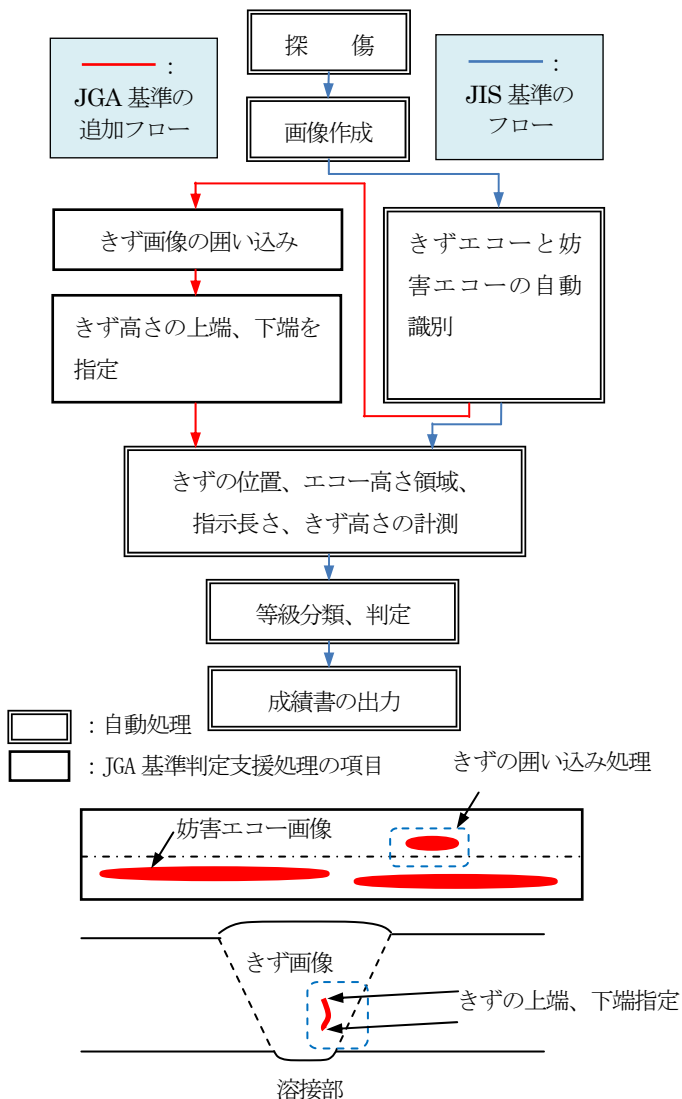 探　傷
：
JGA 基準の
追加フロー
：
JIS 基準の
フロー
画像作成
きず画像の囲い込み
きずエコーと妨
害エコーの自動
識別
きず高さの上端、下端を
指定
きずの位置、エコー高さ領域、
指示長さ、きず高さの計測
等級分類、判定
成績書の出力
：自動処理
：JGA 基準判定支援処理の項目
きずの囲い込み処理
妨害エコー画像
きず画像
きずの上端、下端指定
溶接部